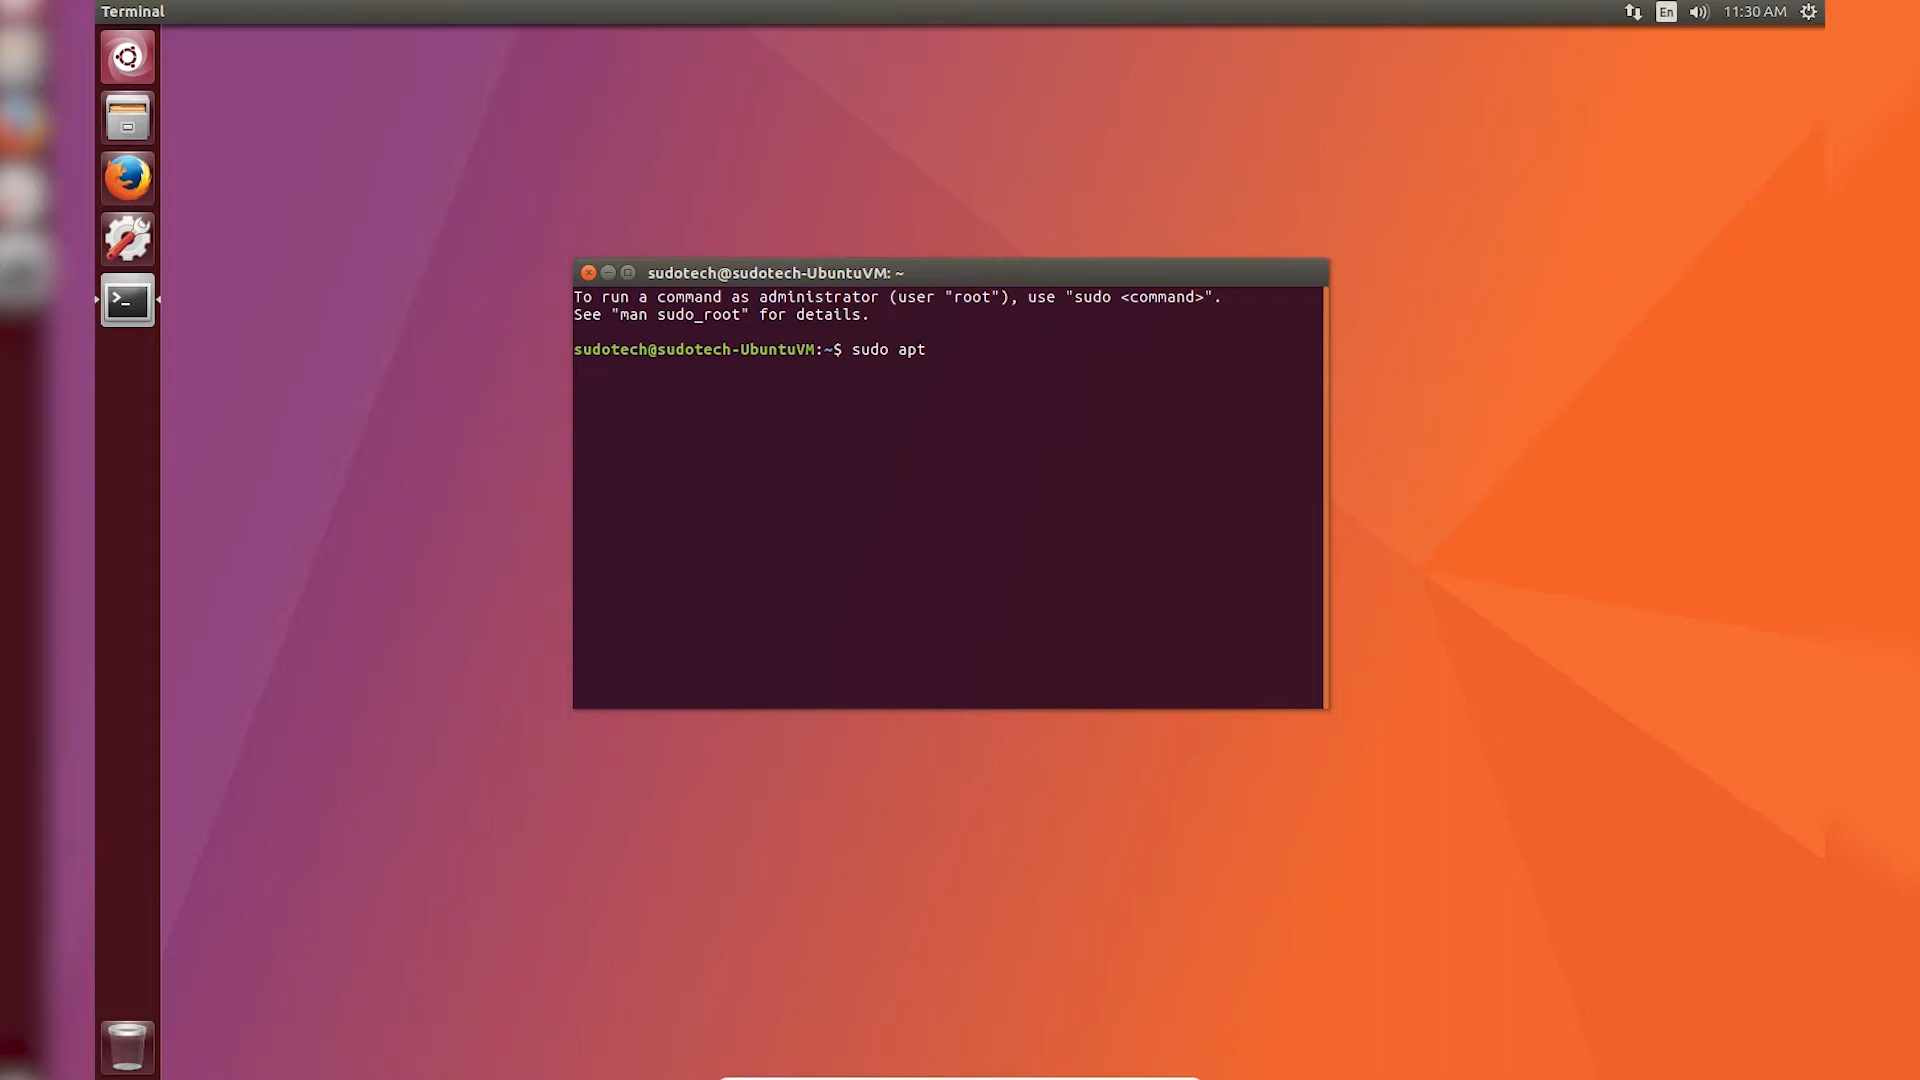 Terminal
En
11:30 AM
sudotech@sudotech-UbuntuVM: ~
To run a command as administrator (user "root"), use "sudo <command>".
See "man sudo_root" for details.
sudotech@sudotech-UbuntuVM:~$ sudo apt